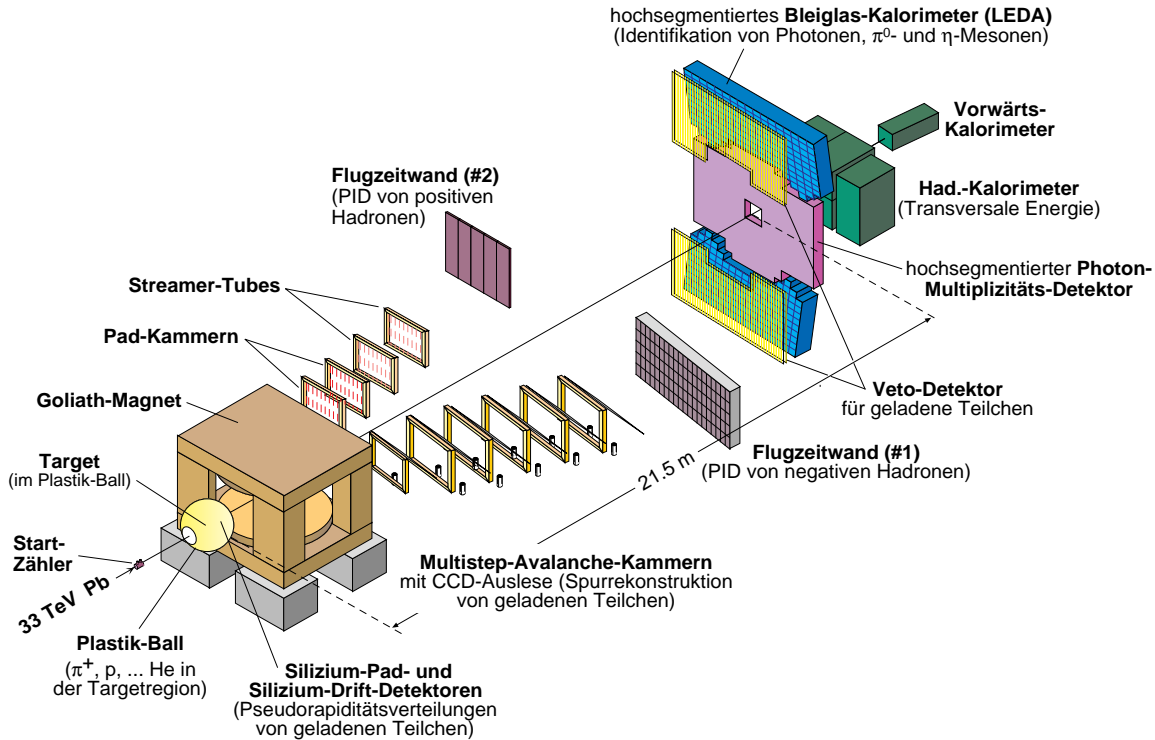 hochsegmentiertes Bleiglas-Kalorimeter (LEDA)
(Identifikation von Photonen, π⁰- und η-Mesonen)
Vorwärts-
Kalorimeter
Flugzeitwand (#2)
(PID von positiven
Hadronen)
Had.-Kalorimeter
(Transversale Energie)
Streamer-Tubes
hochsegmentierter Photon-
Multiplizitäts-Detektor
Pad-Kammern
Goliath-Magnet
Veto-Detektor
für geladene Teilchen
Target
(im Plastik-Ball)
Flugzeitwand (#1)
(PID von negativen Hadronen)
21.5 m
Start-
Zähler
Multistep-Avalanche-Kammern
mit CCD-Auslese (Spurrekonstruktion
von geladenen Teilchen)
33 TeV Pb
Plastik-Ball
(π⁺, p, ... He in
der Targetregion)
Silizium-Pad- und
Silizium-Drift-Detektoren
(Pseudorapiditätsverteilungen
von geladenen Teilchen)